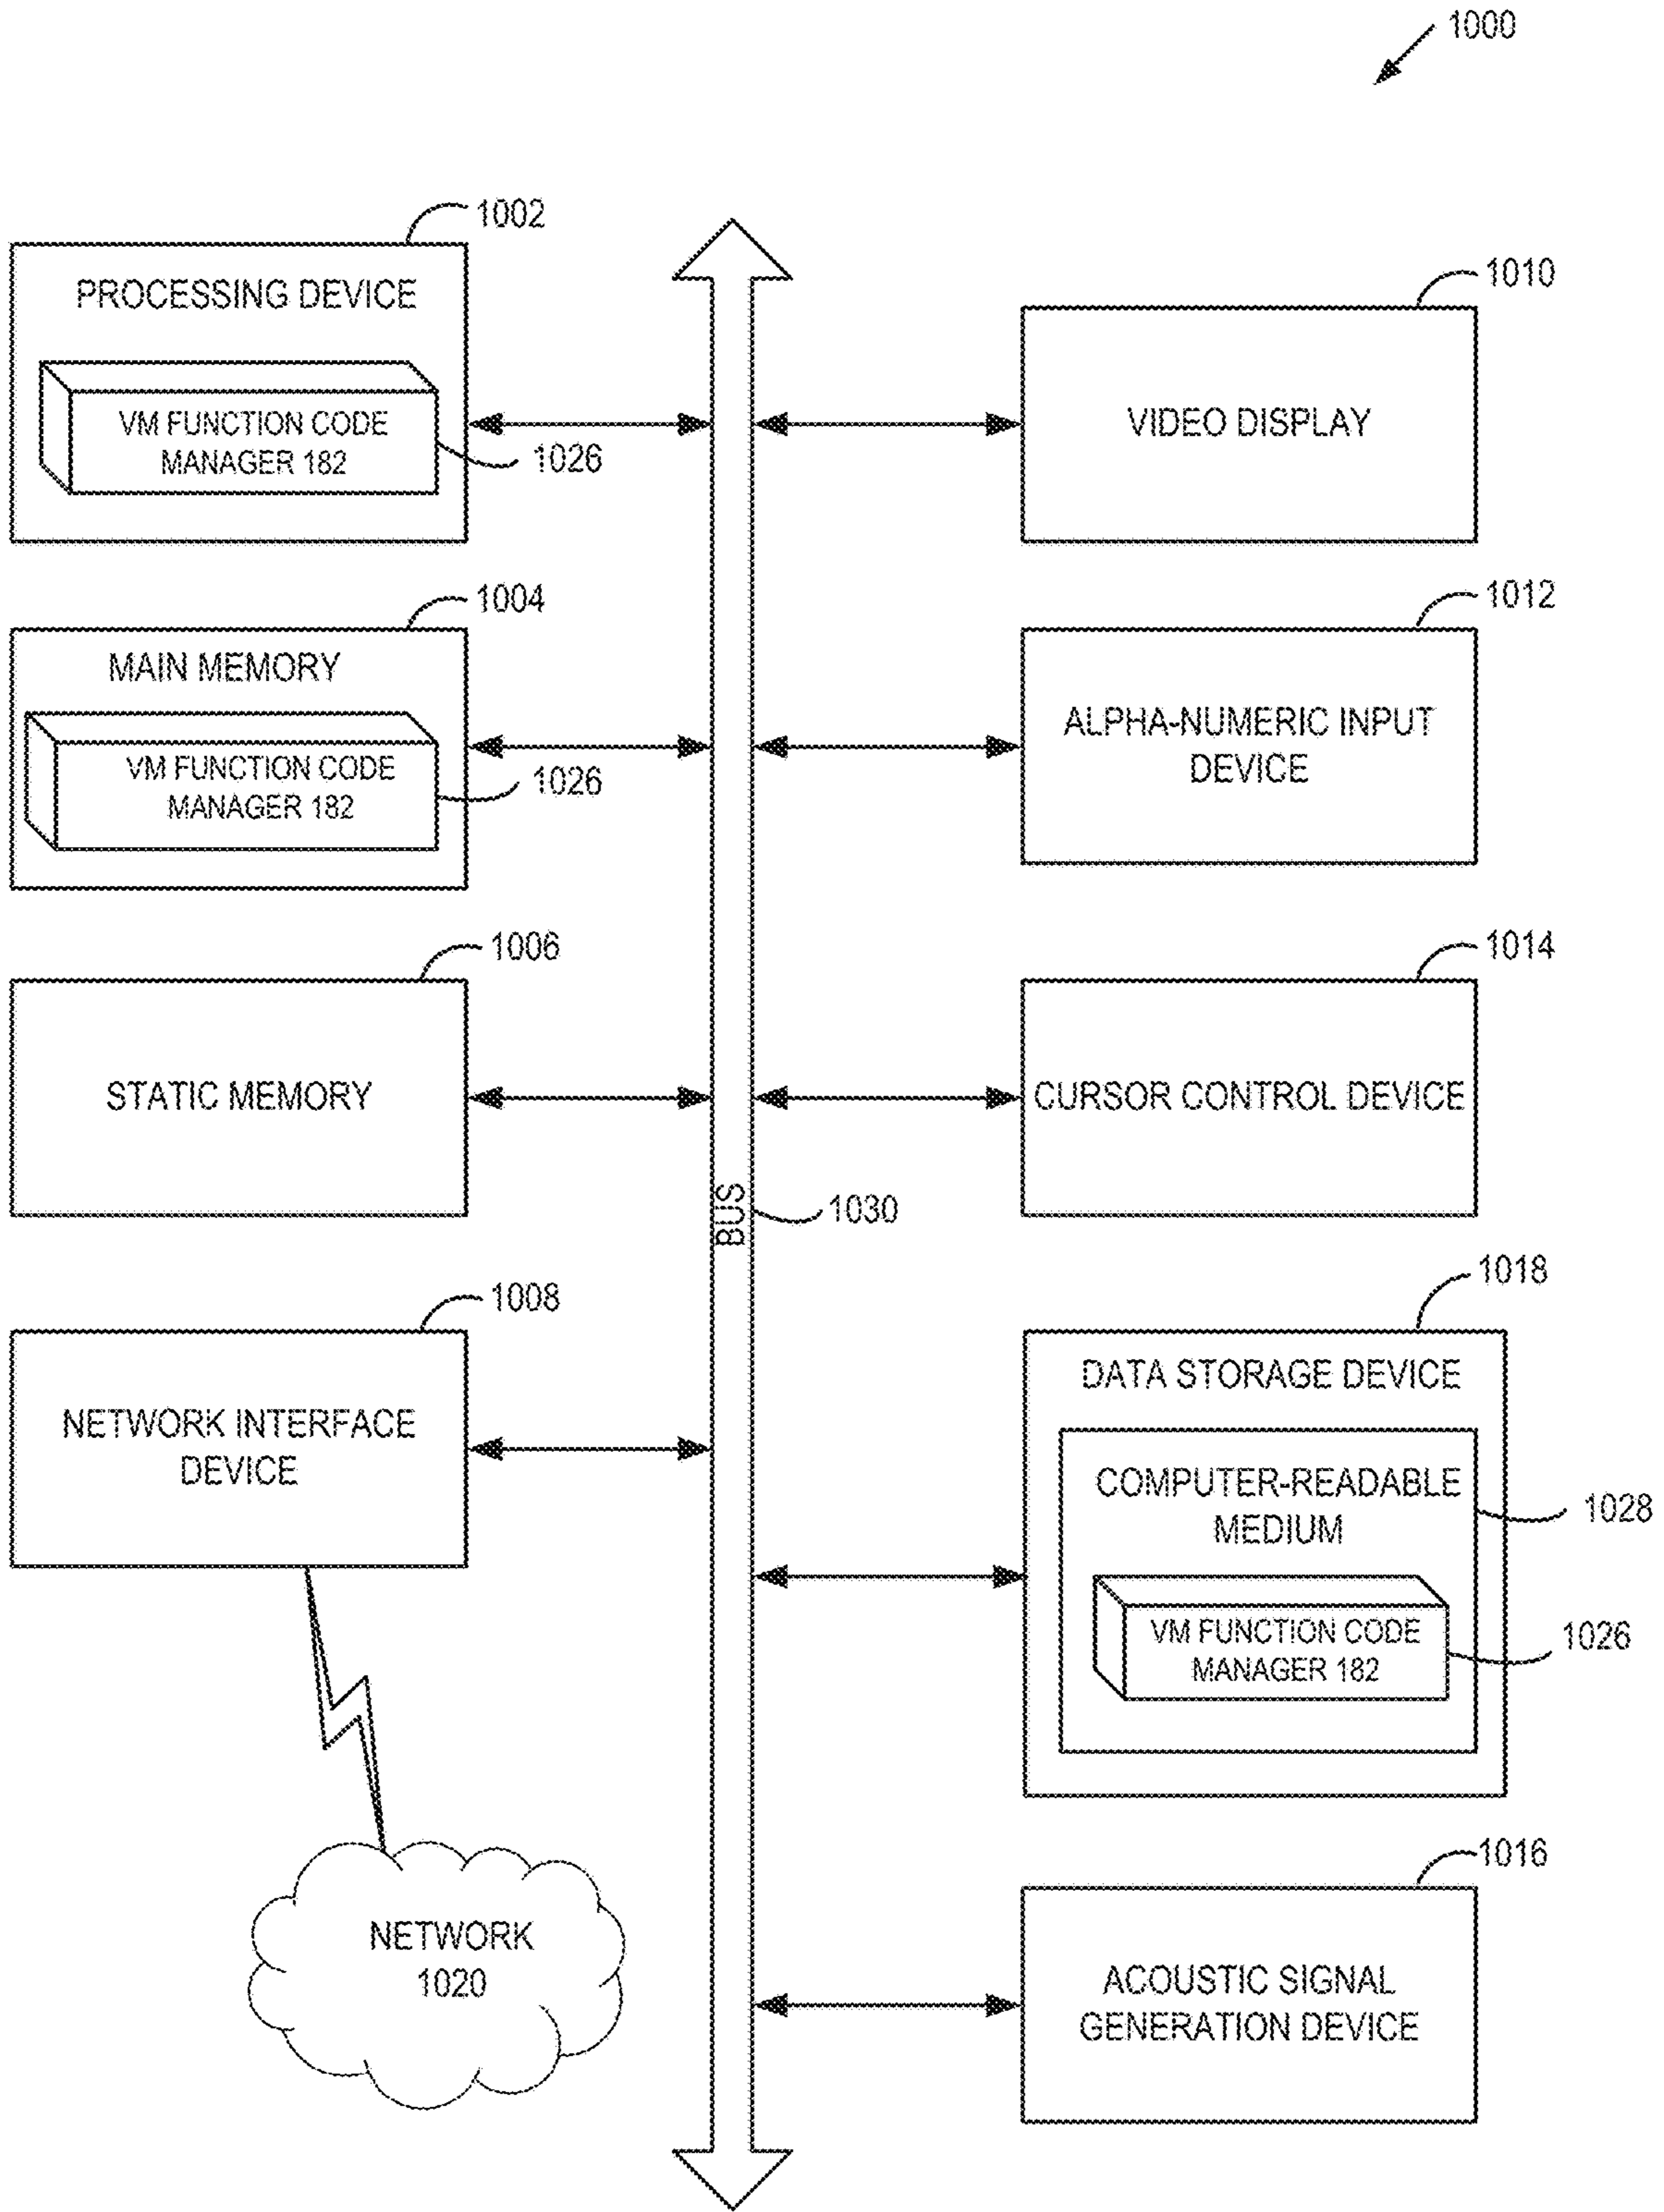 1000
1002
PROCESSING DEVICE
VM FUNCTION CODE
MANAGER 182
1026
1004
MAIN MEMORY
VM FUNCTION CODE
MANAGER 182
1026
1006
STATIC MEMORY
1008
NETWORK INTERFACE
DEVICE
NETWORK
1020
BUS
1030
1010
VIDEO DISPLAY
1012
ALPHA-NUMERIC INPUT
DEVICE
1014
CURSOR CONTROL DEVICE
1018
DATA STORAGE DEVICE
COMPUTER-READABLE
MEDIUM
1028
VM FUNCTION CODE
MANAGER 182
1026
1016
ACOUSTIC SIGNAL
GENERATION DEVICE